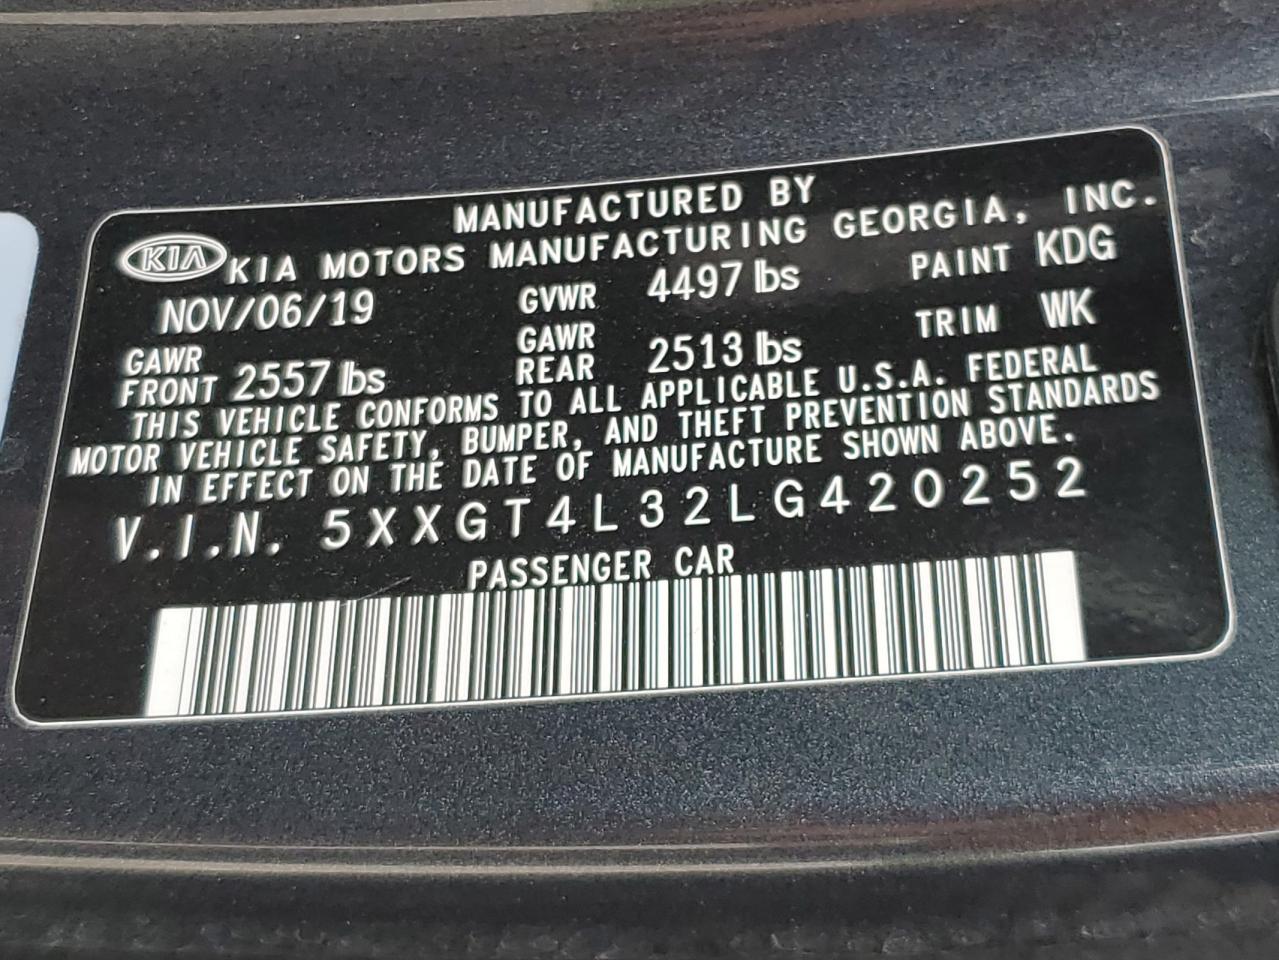 MANUFACTURED BY
KIA KIA MOTORS MANUFACTURING GEORGIA, INC.
NOV/06/19 GVWR 4497 lbs PAINT KDG
GAWR FRONT 2557 lbs GAWR REAR 2513 lbs TRIM WK
THIS VEHICLE CONFORMS TO ALL APPLICABLE U.S.A. FEDERAL
MOTOR VEHICLE SAFETY, BUMPER, AND THEFT PREVENTION STANDARDS
IN EFFECT ON THE DATE OF MANUFACTURE SHOWN ABOVE.
V.I.N. 5XXGT4L32LG420252
PASSENGER CAR